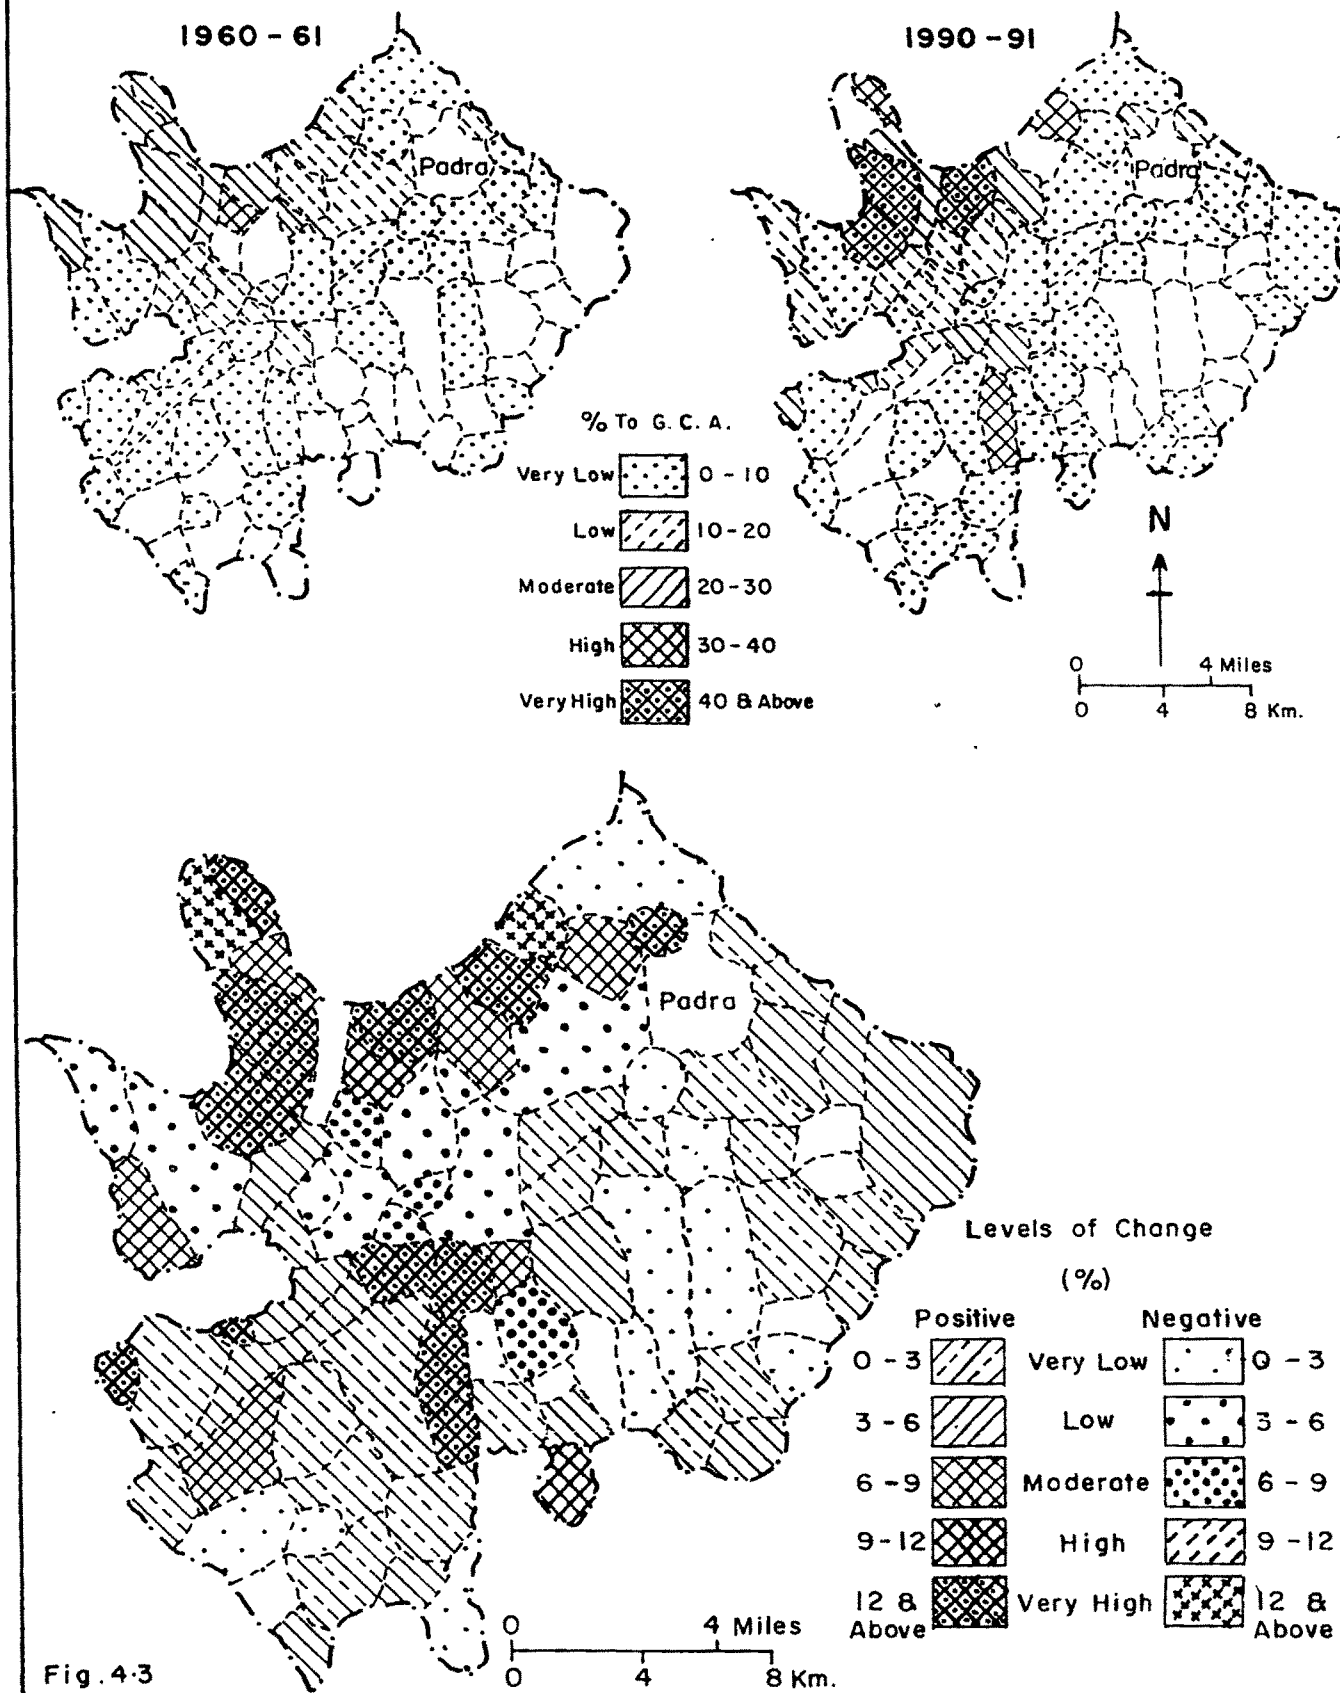 1960-61
1990-91
Padra
Padra
% To G. C. A.
Very Low 0-10
Low 10-20
Moderate 20-30
High 30-40
Very High 40 & Above
N
0 4 Miles
0 4 8 Km.
Padra
Levels of Change
(%)
Positive Negative
0-3 Very Low 0-3
3-6 Low 3-6
6-9 Moderate 6-9
9-12 High 9-12
12 & Above Very High 12 & Above
0 4 Miles
0 4 8 Km.
Fig. 4.3